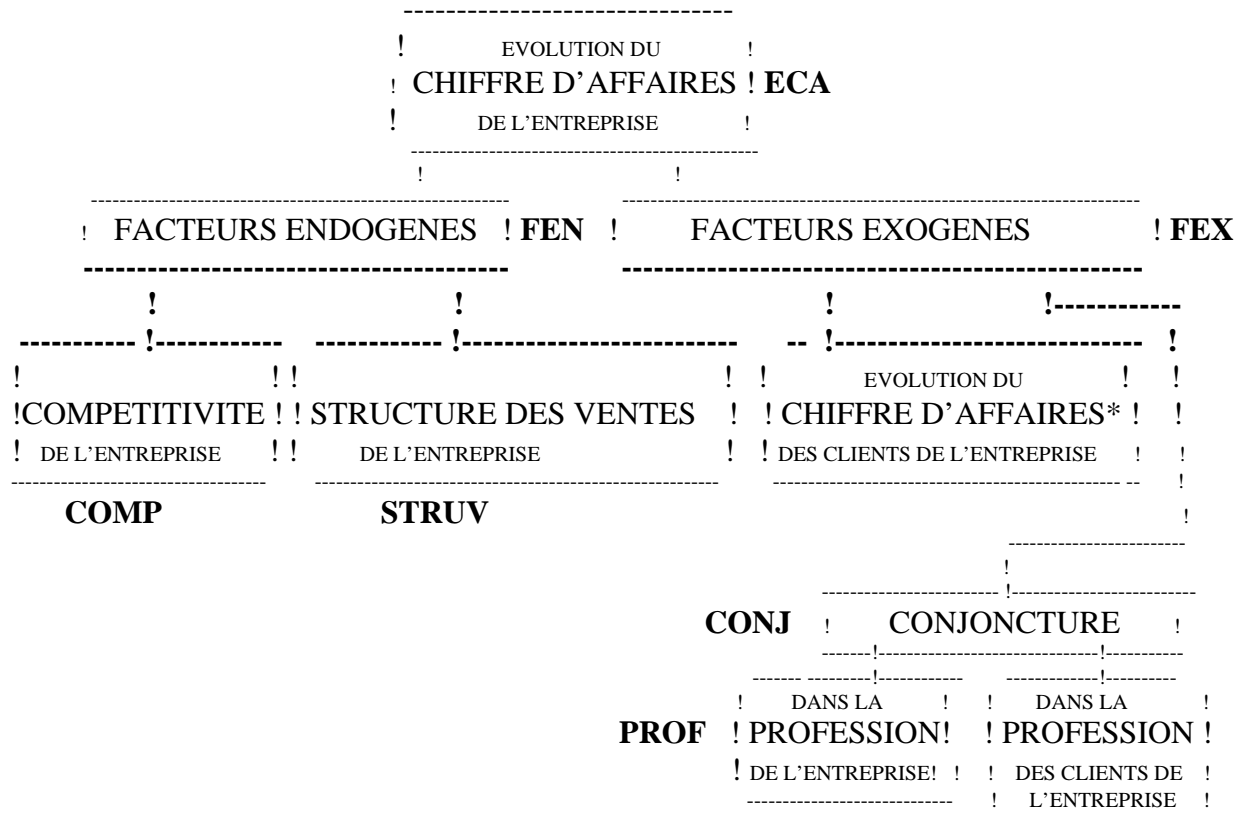 EVOLUTION DU
CHIFFRE D'AFFAIRES ECA
DE L'ENTREPRISE
FACTEURS ENDOGENES FEN FACTEURS EXOGENES FEX
EVOLUTION DU
COMPETITIVITE STRUCTURE DES VENTES CHIFFRE D'AFFAIRES*
DE L'ENTREPRISE DE L'ENTREPRISE DES CLIENTS DE L'ENTREPRISE
COMP STRUV
CONJ CONJONCTURE
DANS LA DANS LA
PROF PROFESSION PROFESSION
DE L'ENTREPRISE DES CLIENTS DE
L'ENTREPRISE